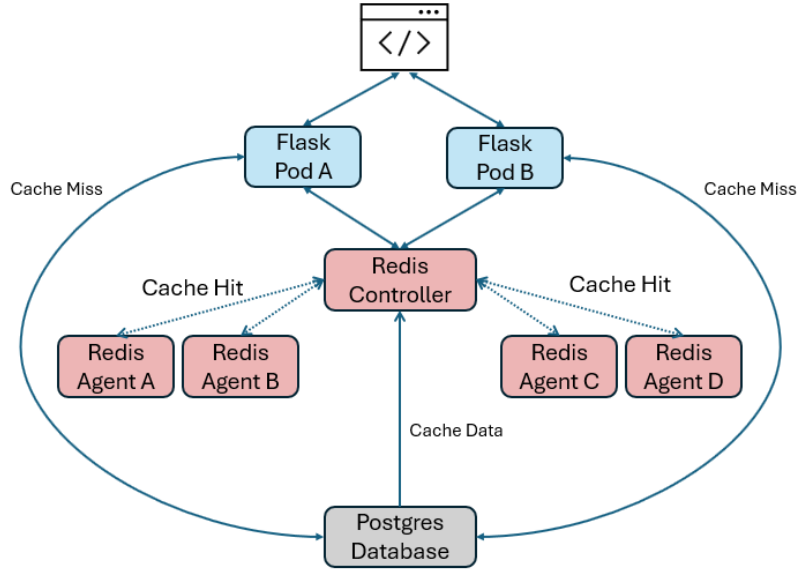 </>
Flask
Pod A
Flask
Pod B
Cache Miss
Cache Miss
Redis
Controller
Cache Hit
Cache Hit
Redis
Agent A
Redis
Agent B
Redis
Agent C
Redis
Agent D
Cache Data
Postgres
Database